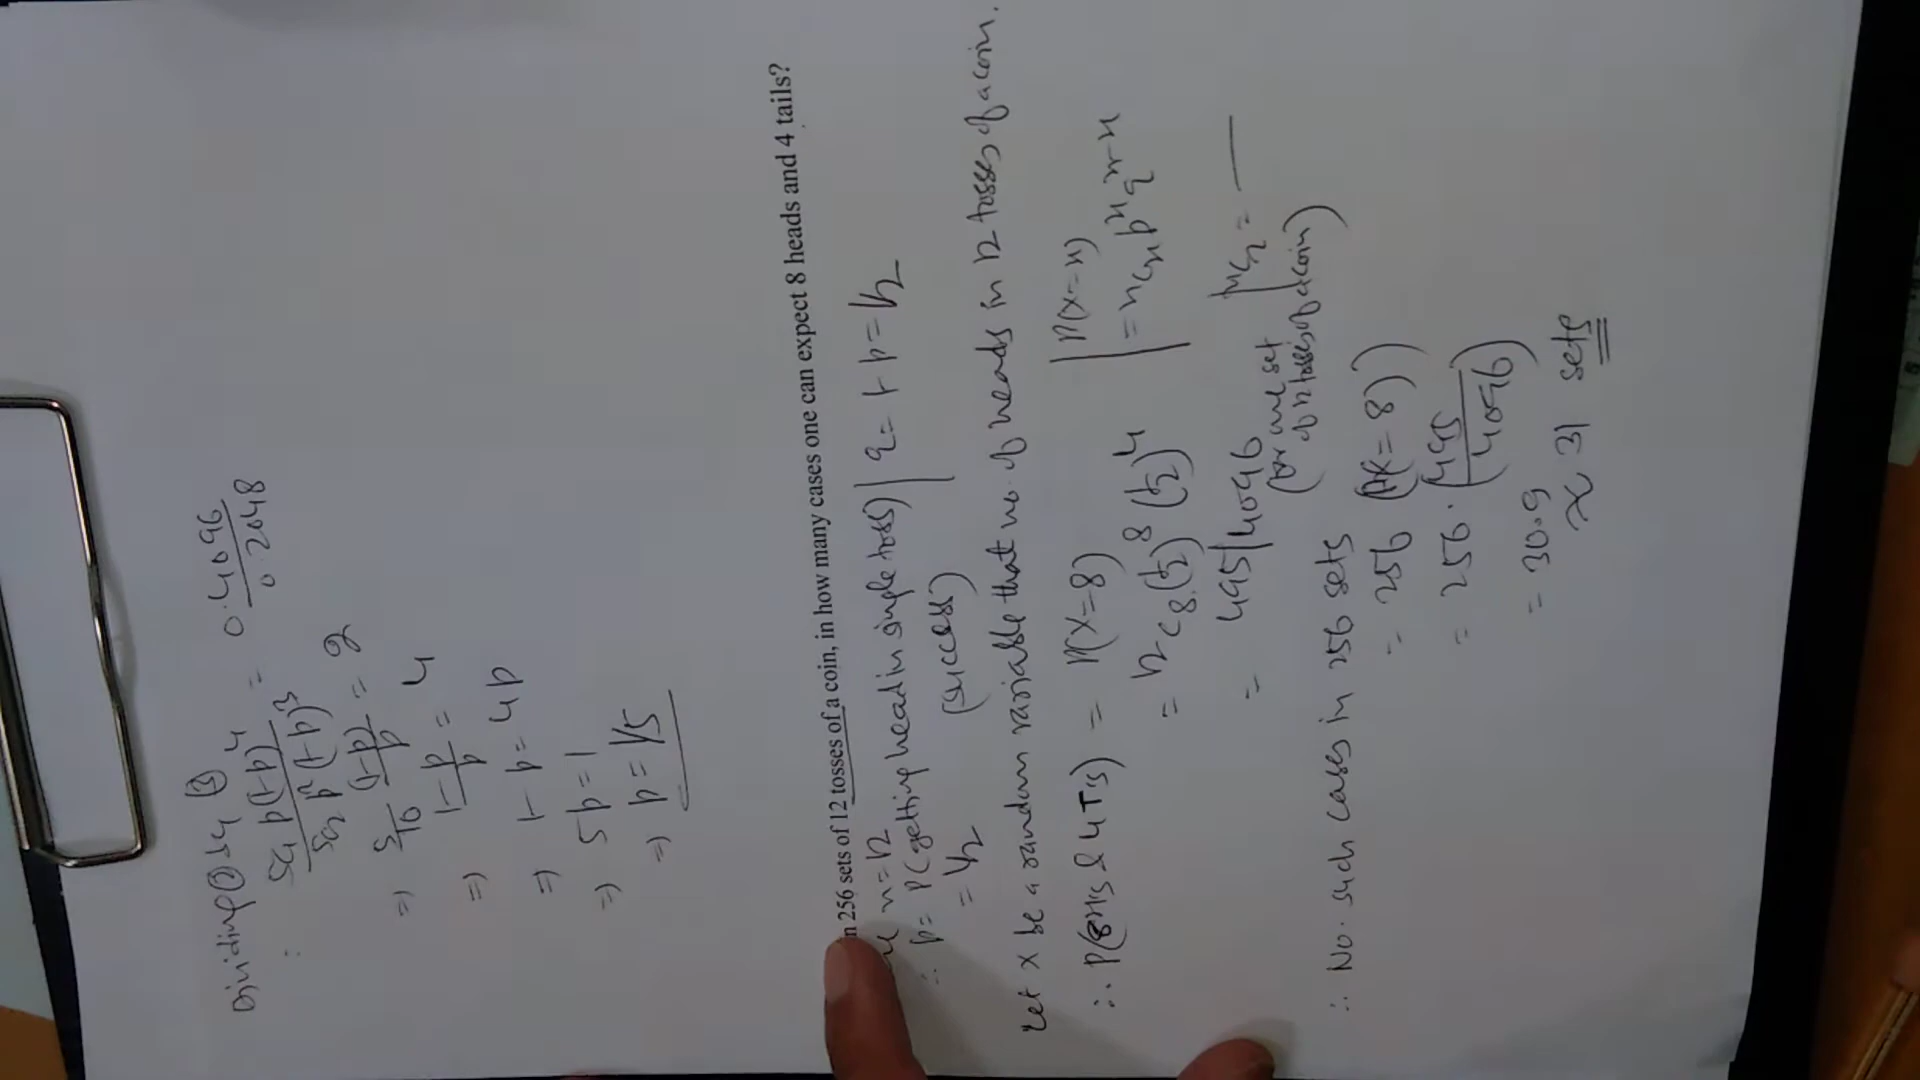 Dividing ② by ③
∴ 5c₁ p(1-p)⁴ / 5c₂ p²(1-p)³ = 0.4096 / 0.2048
⇒ 5/10 (1-p)/p = 2
⇒ 1-p/p = 4
⇒ 1-p = 4p
⇒ 5p = 1
⇒ p = 1/5
n 256 sets of 12 tosses of a coin, in how many cases one can expect 8 heads and 4 tails?
n=12
∴ p = P(getting head in single toss) | q = 1-p = 1/2
= 1/2 (success)
Let X be a random variable that no. of heads in 12 tosses of a coin.
∴ P(8Hs & 4Ts) = P(X=8) | P(X=x)
= 12c₈ (1/2)⁸ (1/2)⁴ | = ncₓ pˣ qⁿ⁻ˣ
= 495/4096 | ncᵣ = —
(for one set
of 12 tosses of a coin)
∴ No. such cases in 256 sets
= 256 (P(X=8))
= 256 . (495/4096)
= 30.9
≈ 31 sets